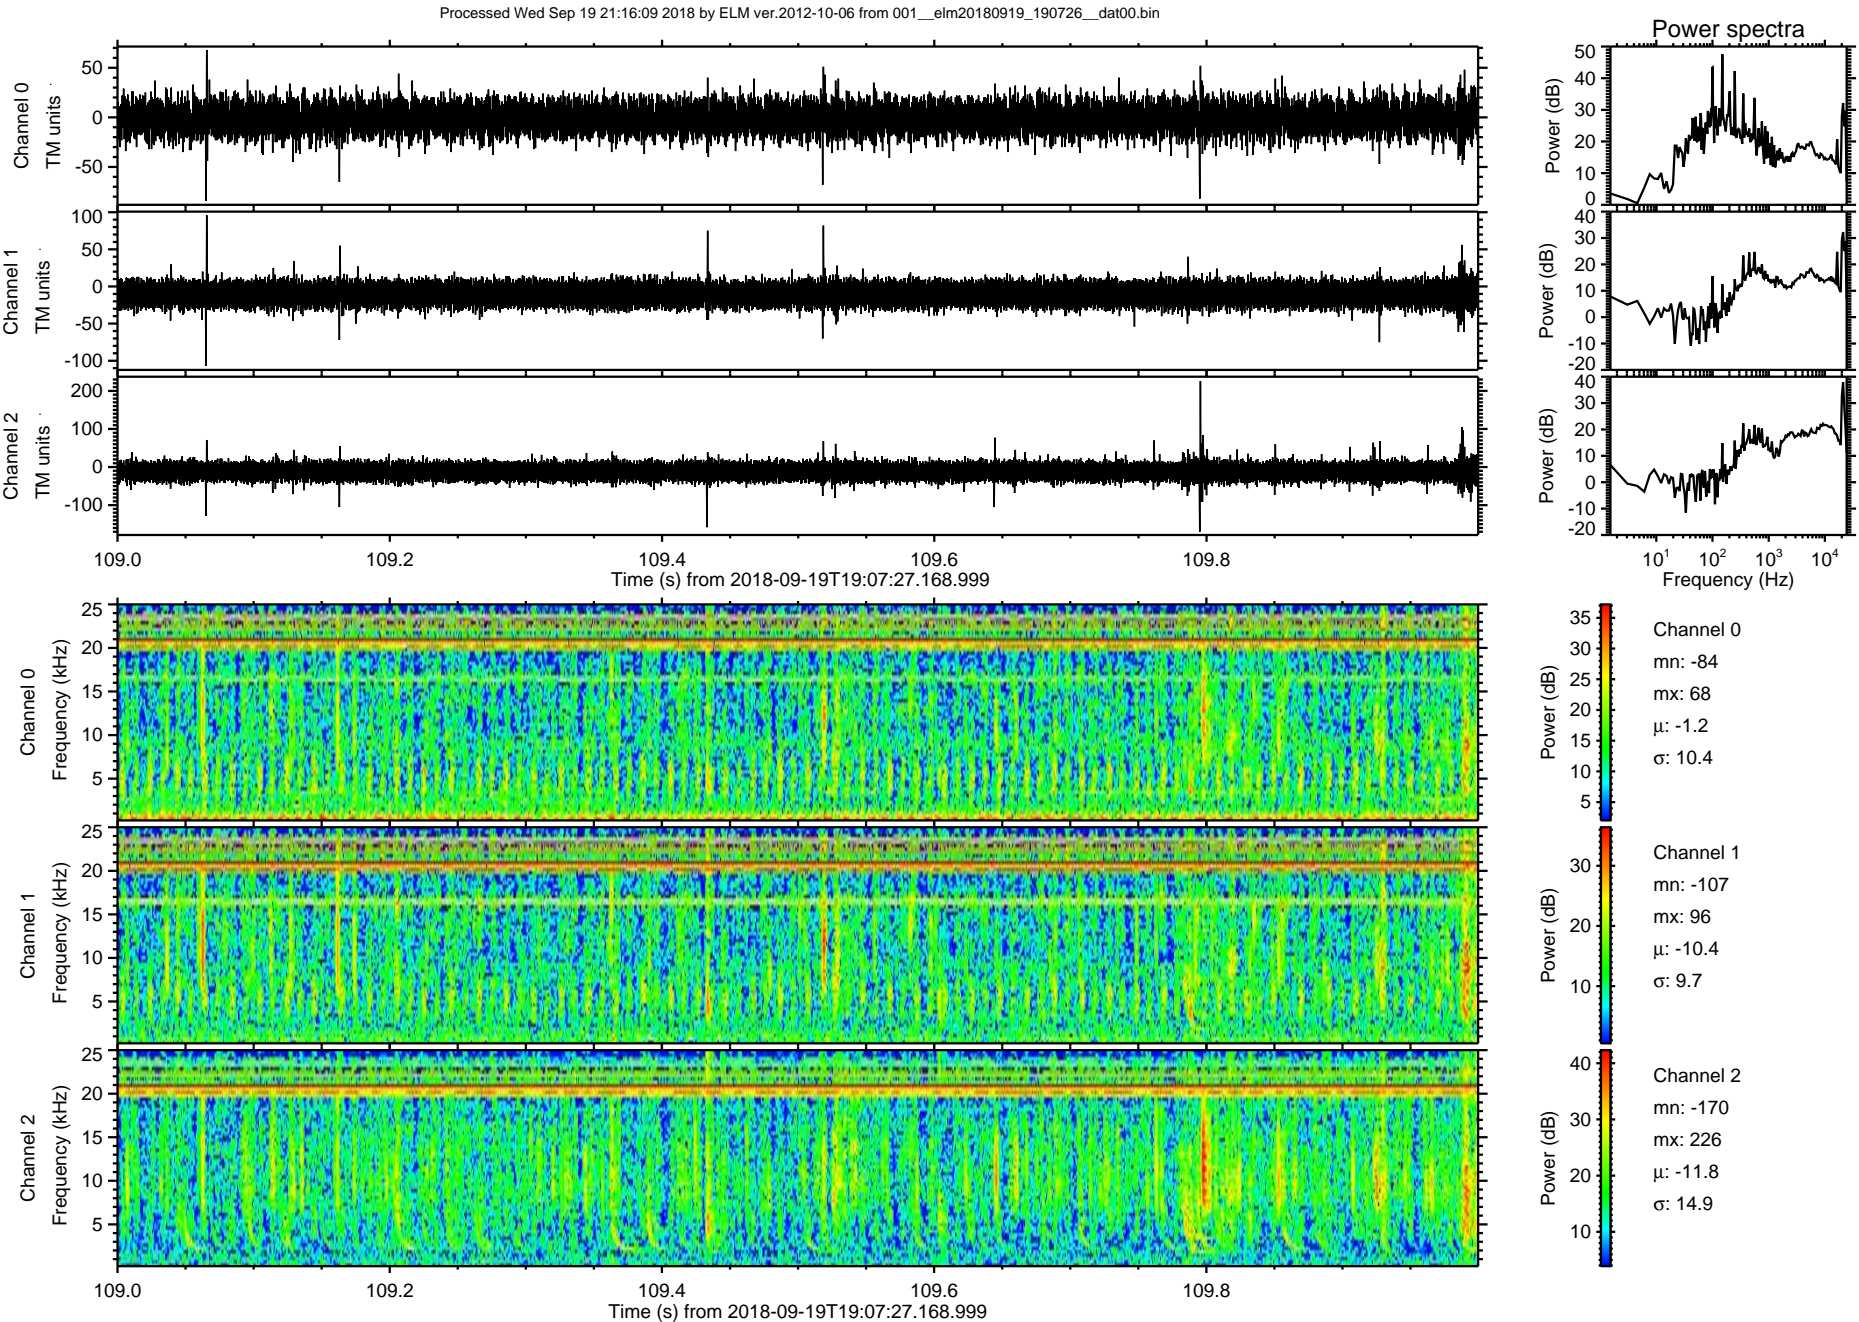 Processed Wed Sep 19 21:16:09 2018 by ELM ver.2012-10-06 from 001__elm20180919_190726__dat00.bin
Power spectra
Channel 0
TM units
50
0
-50
Power (dB)
50
40
30
20
10
0
Channel 1
TM units
100
50
0
-50
-100
Power (dB)
40
30
20
10
0
-10
-20
Channel 2
TM units
200
100
0
-100
Power (dB)
40
30
20
10
0
-10
-20
109.0 109.2 109.4 109.6 109.8
Time (s) from 2018-09-19T19:07:27.168.999
10¹ 10² 10³ 10⁴
Frequency (Hz)
Channel 0
Frequency (kHz)
25
20
15
10
5
Power (dB)
35
30
25
20
15
10
5
Channel 0
mn: -84
mx: 68
µ: -1.2
σ: 10.4
Channel 1
Frequency (kHz)
25
20
15
10
5
Power (dB)
30
20
10
Channel 1
mn: -107
mx: 96
µ: -10.4
σ: 9.7
Channel 2
Frequency (kHz)
25
20
15
10
5
Power (dB)
40
30
20
10
Channel 2
mn: -170
mx: 226
µ: -11.8
σ: 14.9
109.0 109.2 109.4 109.6 109.8
Time (s) from 2018-09-19T19:07:27.168.999